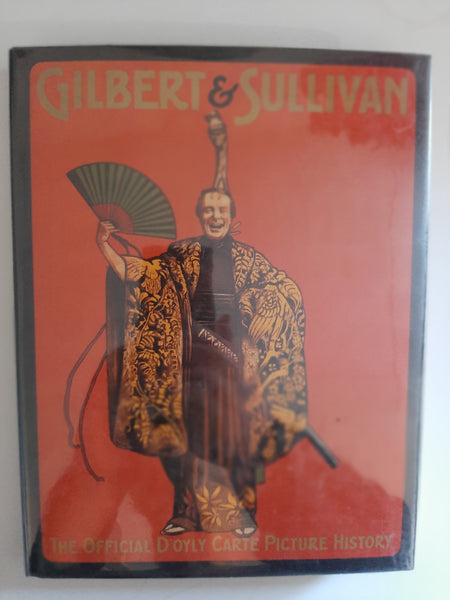 GILBERT & SULLIVAN
THE OFFICIAL D'OYLY CARTE PICTURE HISTORY